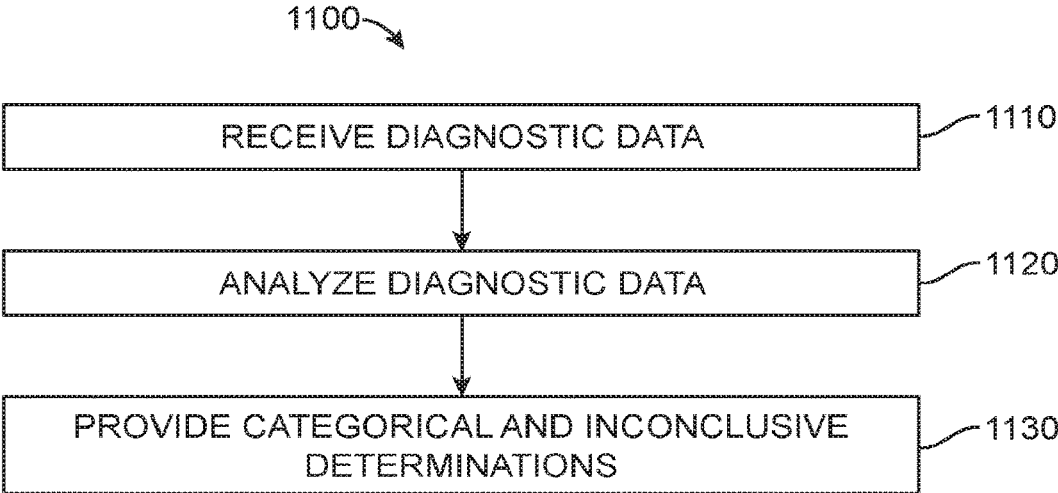 1100
RECEIVE DIAGNOSTIC DATA
1110
ANALYZE DIAGNOSTIC DATA
1120
PROVIDE CATEGORICAL AND INCONCLUSIVE
DETERMINATIONS
1130